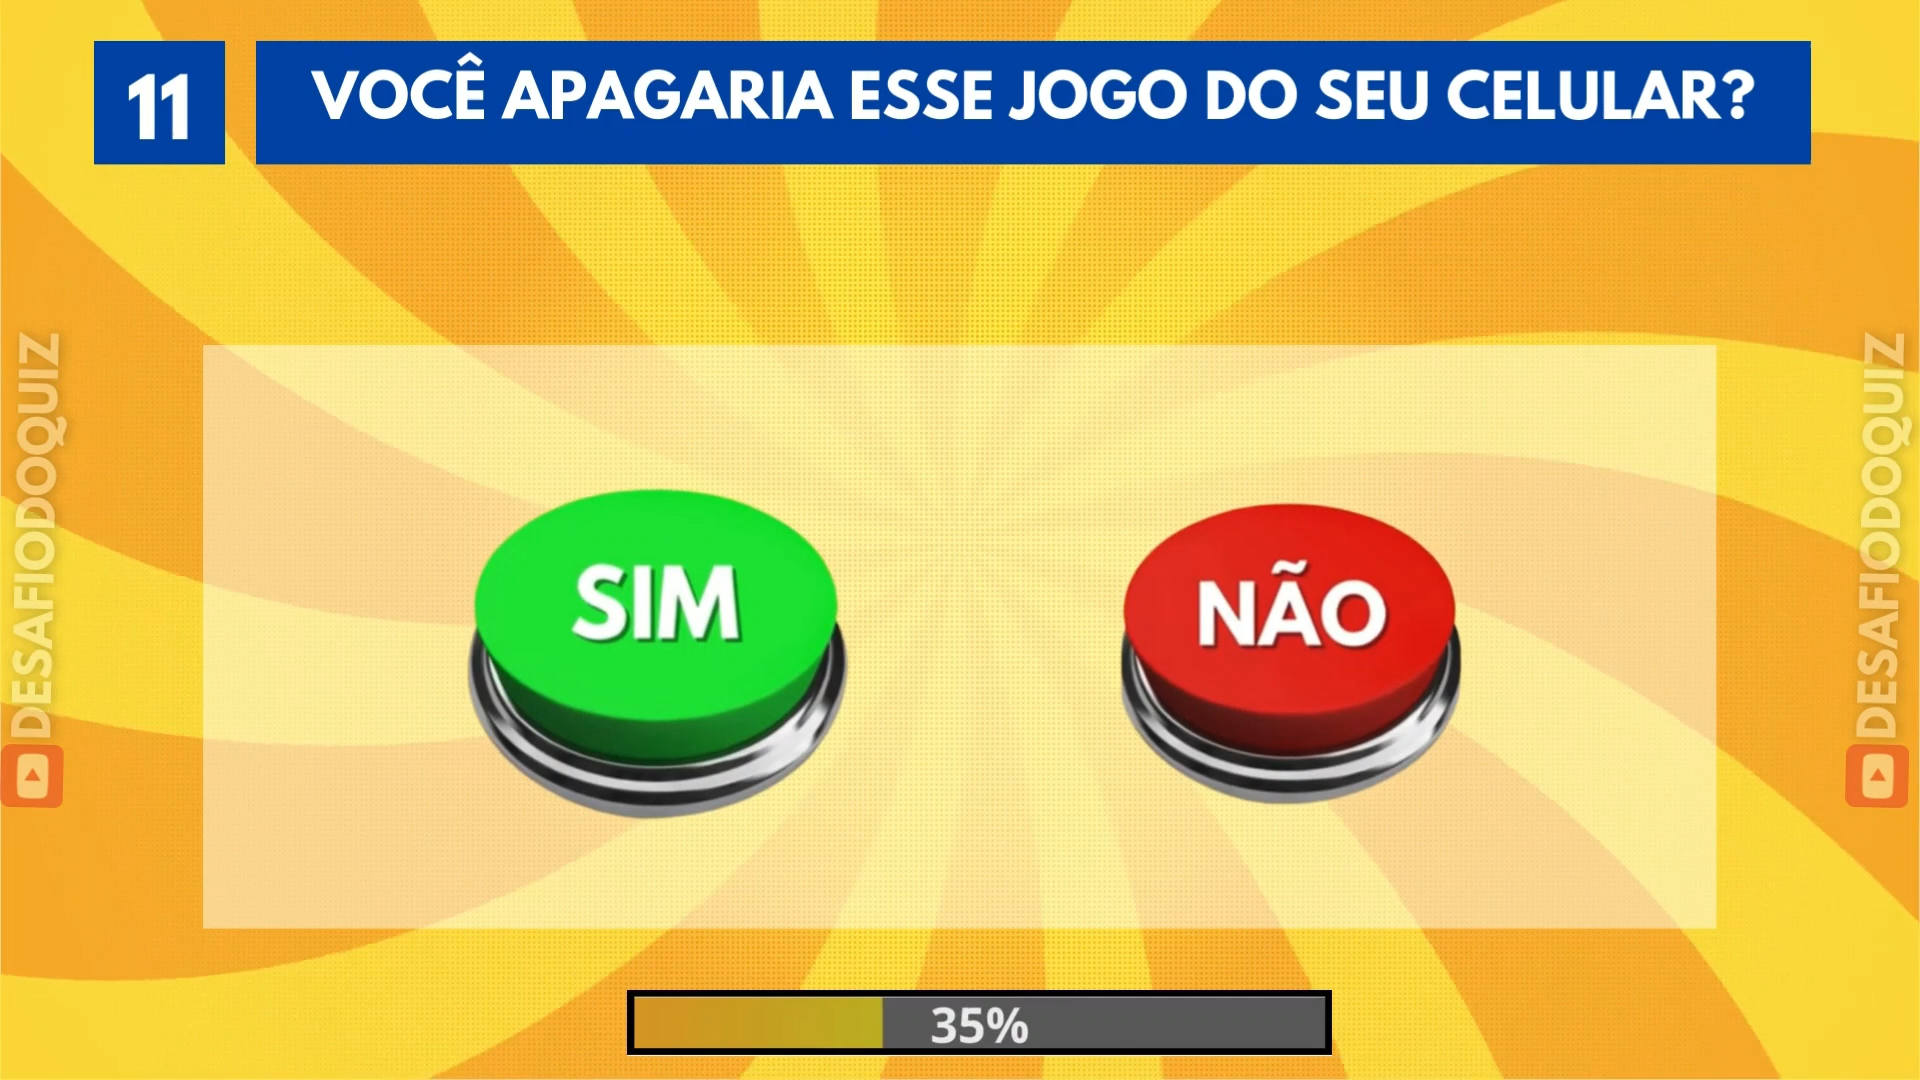 11
VOCÊ APAGARIA ESSE JOGO DO SEU CELULAR?
DESAFIODOQUIZ
SIM
NÃO
DESAFIODOQUIZ
35%